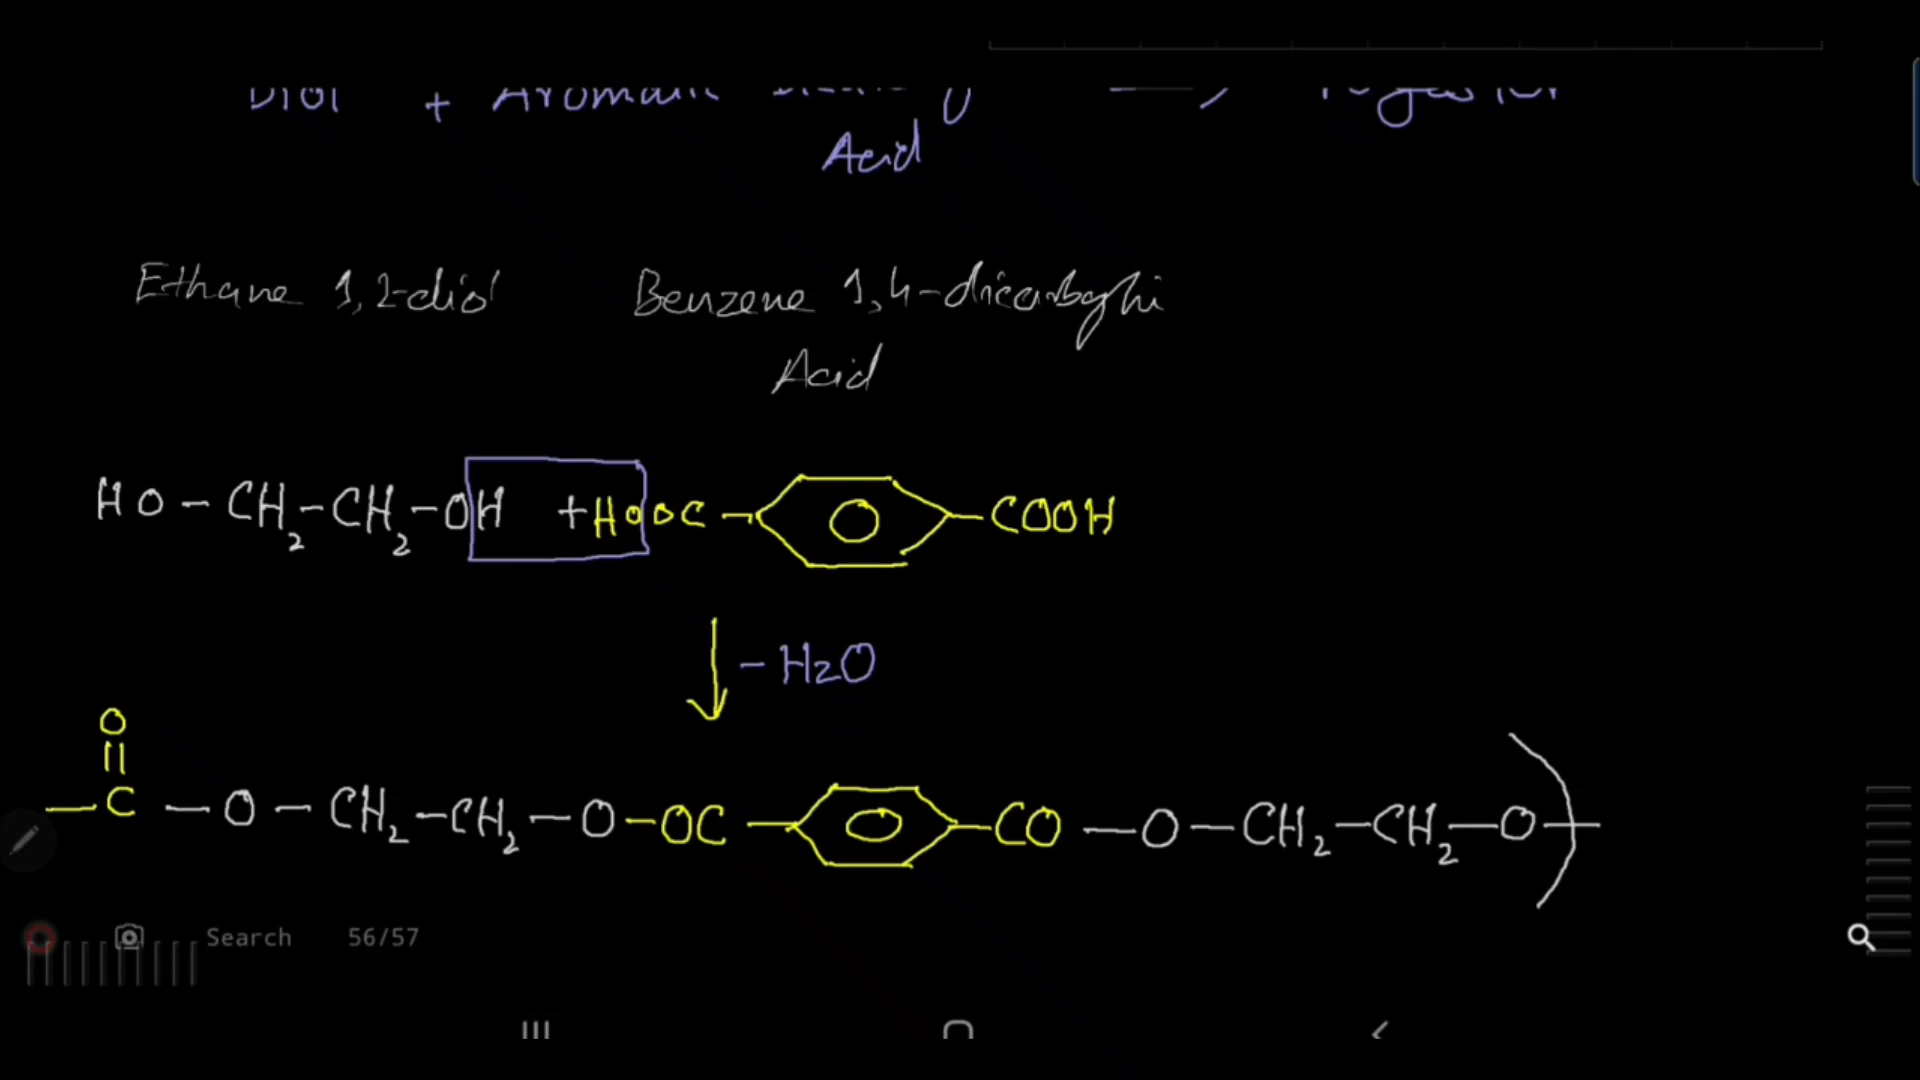 Diol + Aromatic
Acid
Ethane 1,2-diol Benzene 1,4-dicarboxylic
Acid
HO-CH₂-CH₂-OH +HOOC--COOH
-H2O
O
-C-O-CH₂-CH₂-O-OC--CO-O-CH₂-CH₂-O-
Search 56/57